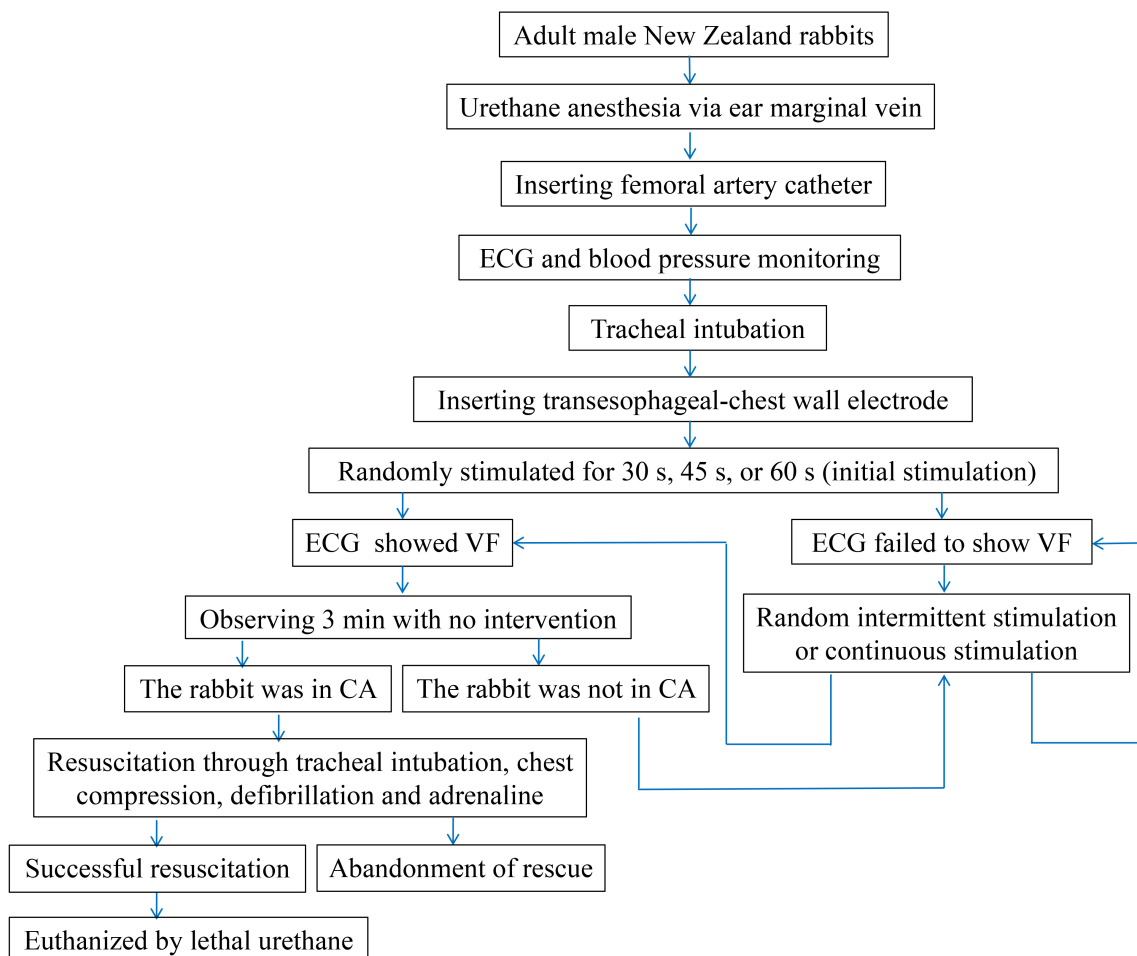 Adult male New Zealand rabbits
Urethane anesthesia via ear marginal vein
Inserting femoral artery catheter
ECG and blood pressure monitoring
Tracheal intubation
Inserting transesophageal-chest wall electrode
Randomly stimulated for 30 s, 45 s, or 60 s (initial stimulation)
ECG showed VF
ECG failed to show VF
Observing 3 min with no intervention
Random intermittent stimulation
or continuous stimulation
The rabbit was in CA
The rabbit was not in CA
Resuscitation through tracheal intubation, chest
compression, defibrillation and adrenaline
Successful resuscitation
Abandonment of rescue
Euthanized by lethal urethane